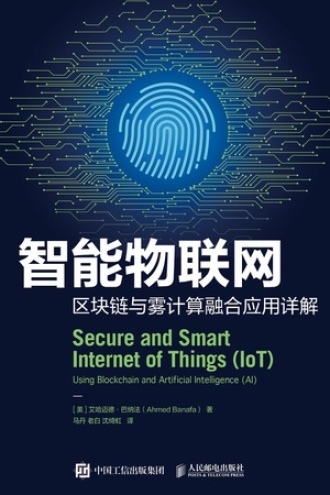 智能物联网
区块链与雾计算融合应用详解
Secure and Smart
Internet of Things (IoT)
Using Blockchain and Artificial Intelligence (AI)
[美] 艾哈迈德·巴纳法（Ahmed Banafa） 著
马丹 老白 沈绮虹 译
中国工信出版集团 人民邮电出版社
POSTS & TELECOM PRESS